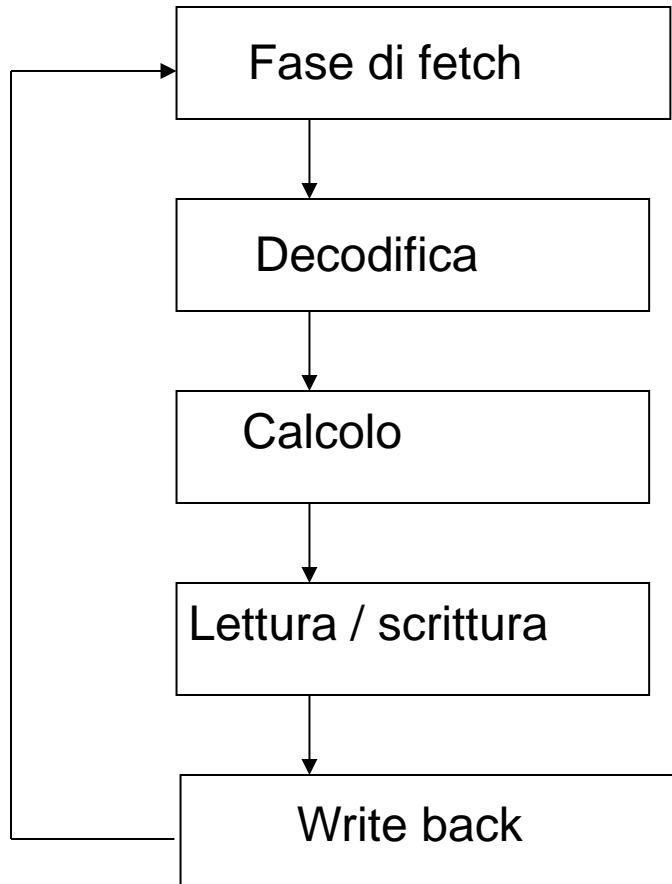 Fase di fetch
Decodifica
Calcolo
Lettura / scrittura
Write back